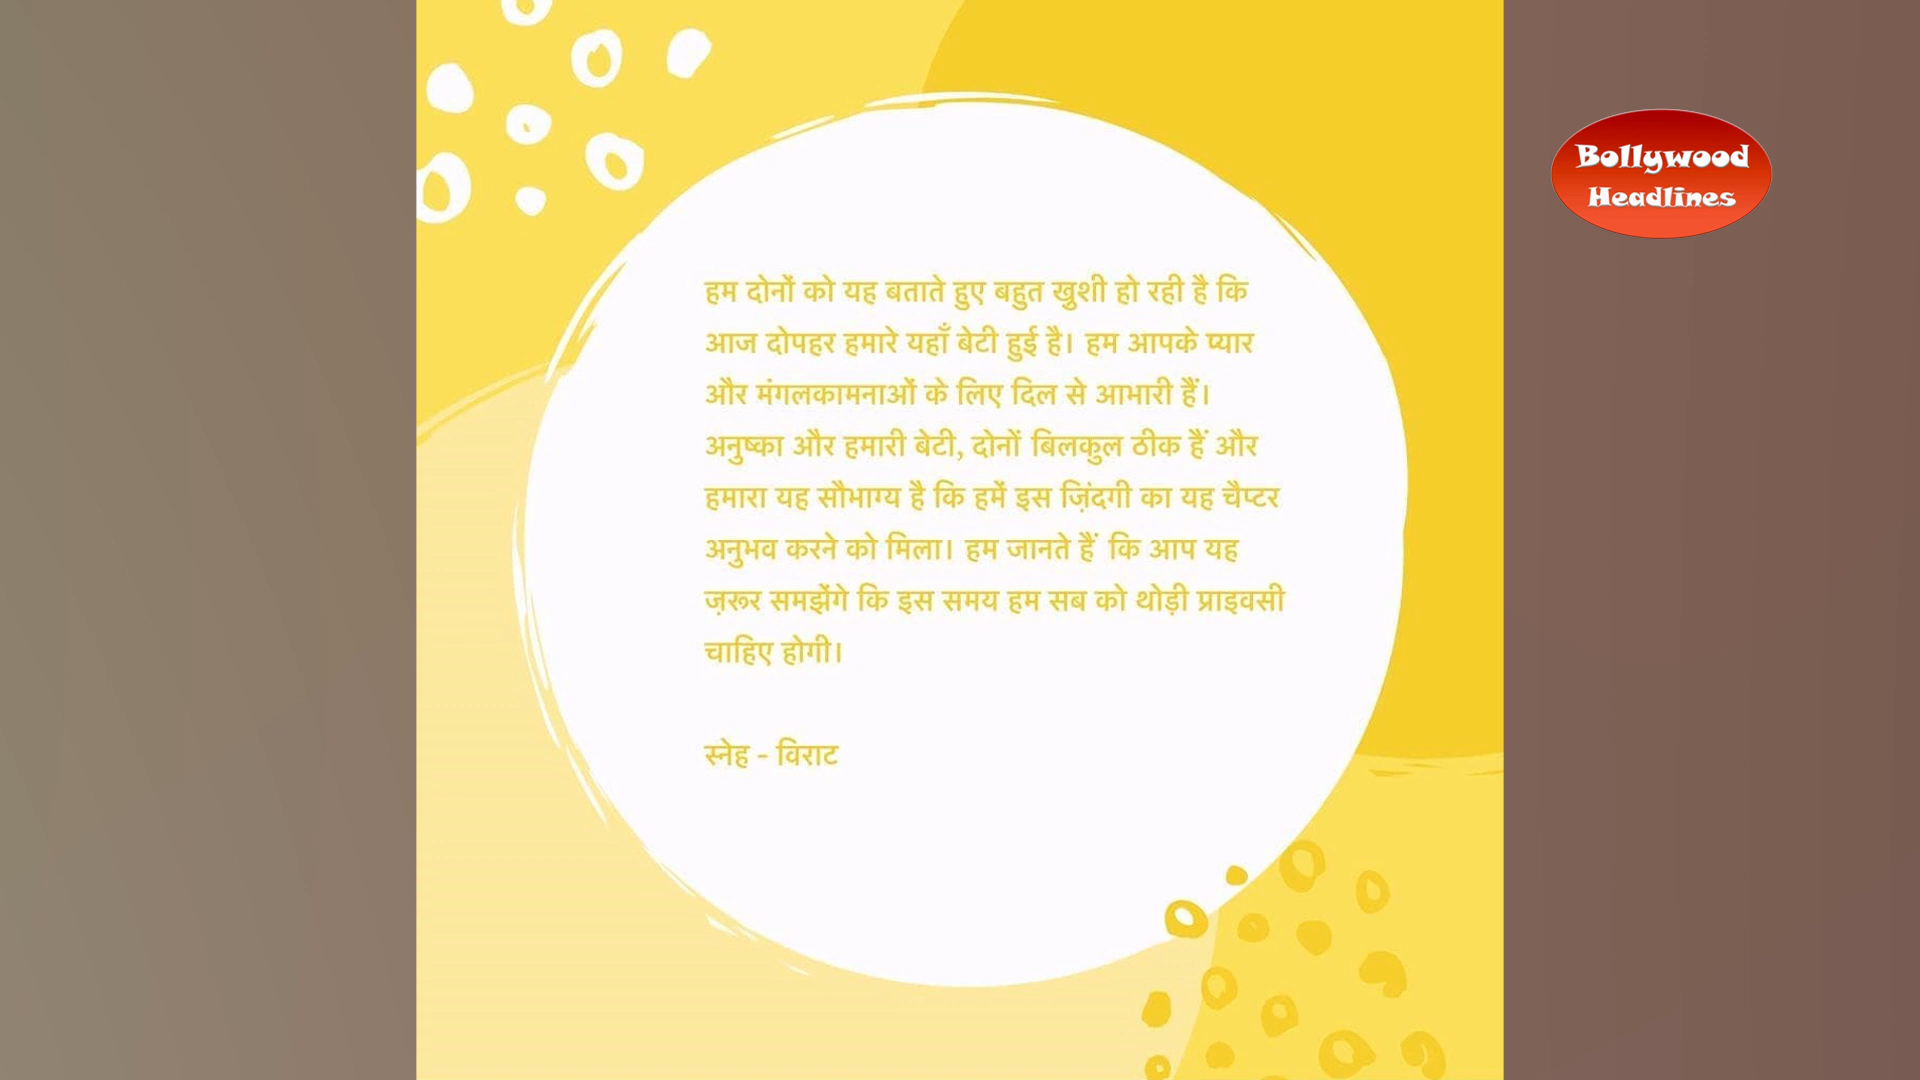 हम दोनों को यह बताते हुए बहुत खुशी हो रही है कि
आज दोपहर हमारे यहाँ बेटी हुई है। हम आपके प्यार
और मंगलकामनाओं के लिए दिल से आभारी हैं।
अनुष्का और हमारी बेटी, दोनों बिलकुल ठीक हैं और
हमारा यह सौभाग्य है कि हमें इस ज़िंदगी का यह चैप्टर
अनुभव करने को मिला। हम जानते हैं कि आप यह
ज़रूर समझेंगे कि इस समय हम सब को थोड़ी प्राइवसी
चाहिए होगी।
स्नेह - विराट
Bollywood
Headlines